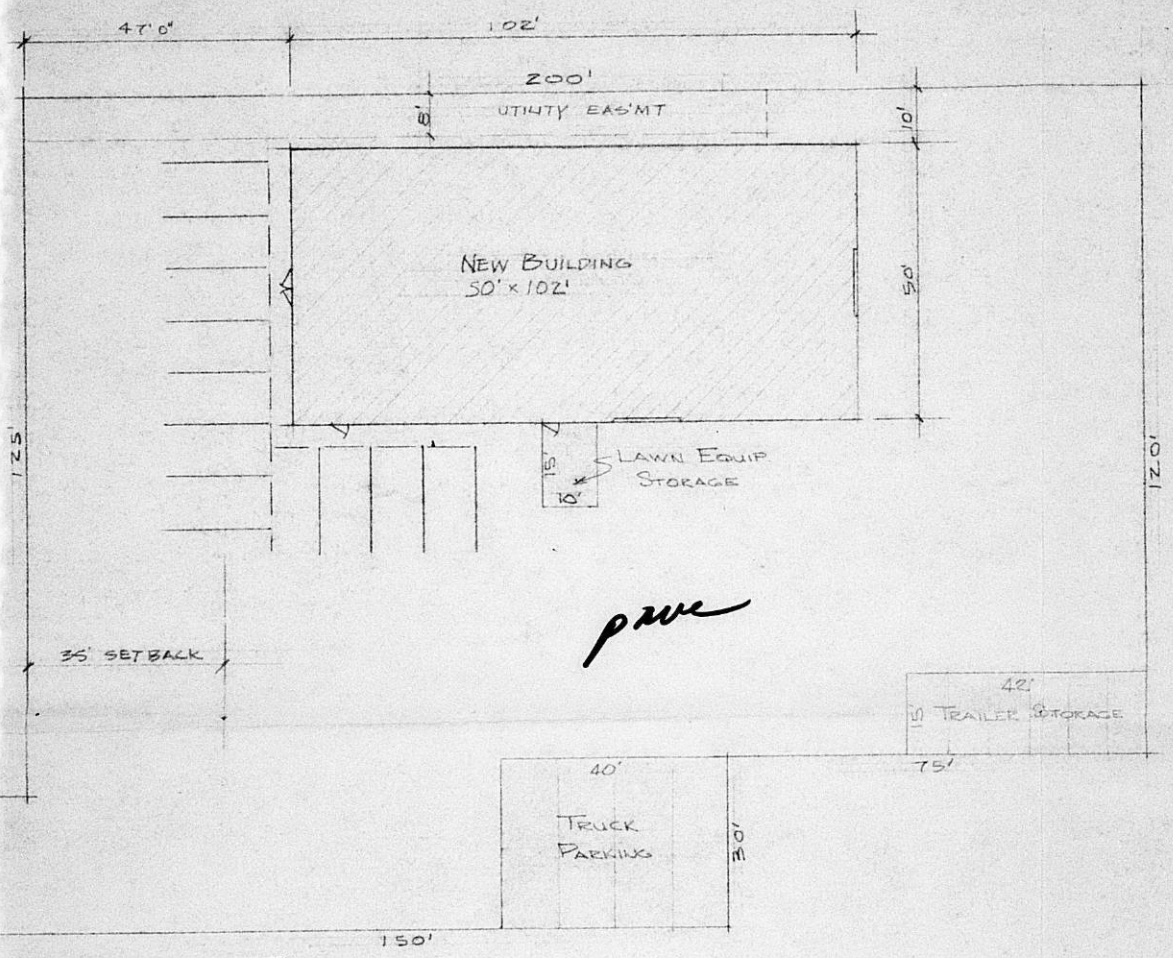 47'0"
102'
200'
8'
UTILITY EAS'MT
10'
NEW BUILDING
50' x 102'
50'
125'
120'
15'
10'
LAWN EQUIP
STORAGE
pave
35' SETBACK
42'
15'
TRAILER STORAGE
75'
40'
TRUCK
PARKING
30'
150'